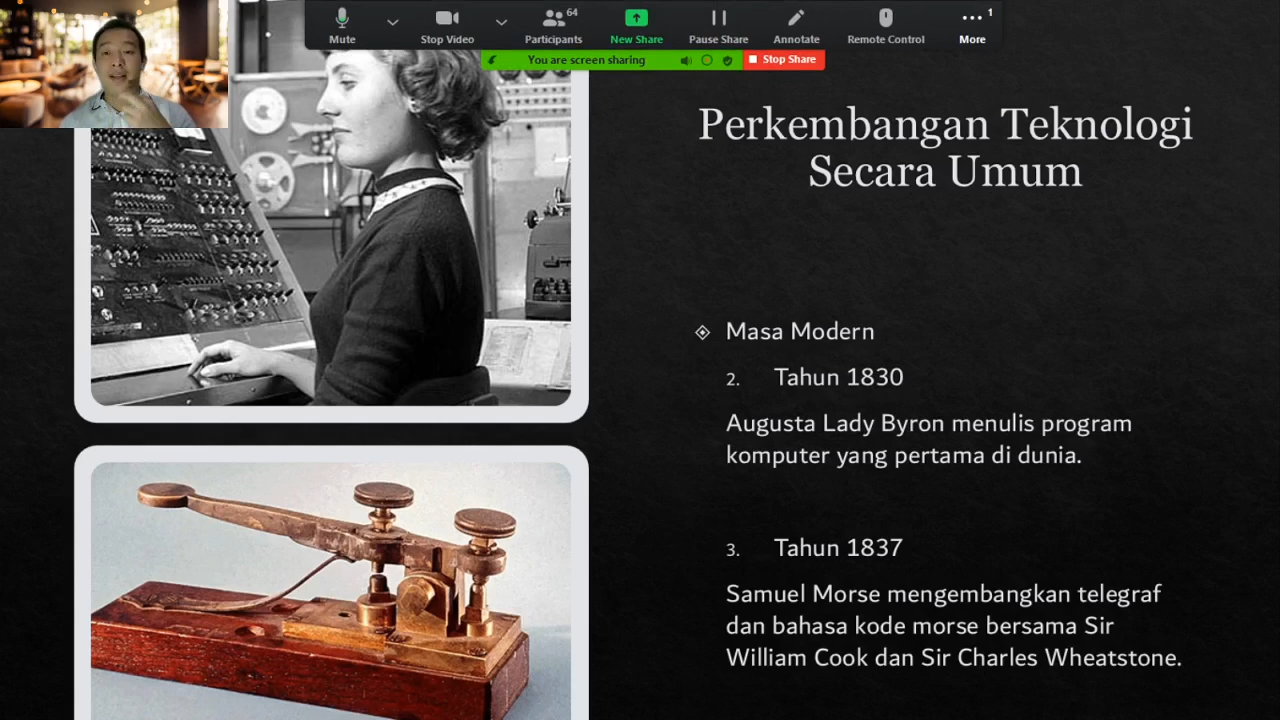 64
1
Mute
Stop Video
Participants
New Share
Pause Share
Annotate
Remote Control
More
You are screen sharing
Stop Share
Perkembangan Teknologi
Secara Umum
Masa Modern
2. Tahun 1830
Augusta Lady Byron menulis program
komputer yang pertama di dunia.
3. Tahun 1837
Samuel Morse mengembangkan telegraf
dan bahasa kode morse bersama Sir
William Cook dan Sir Charles Wheatstone.